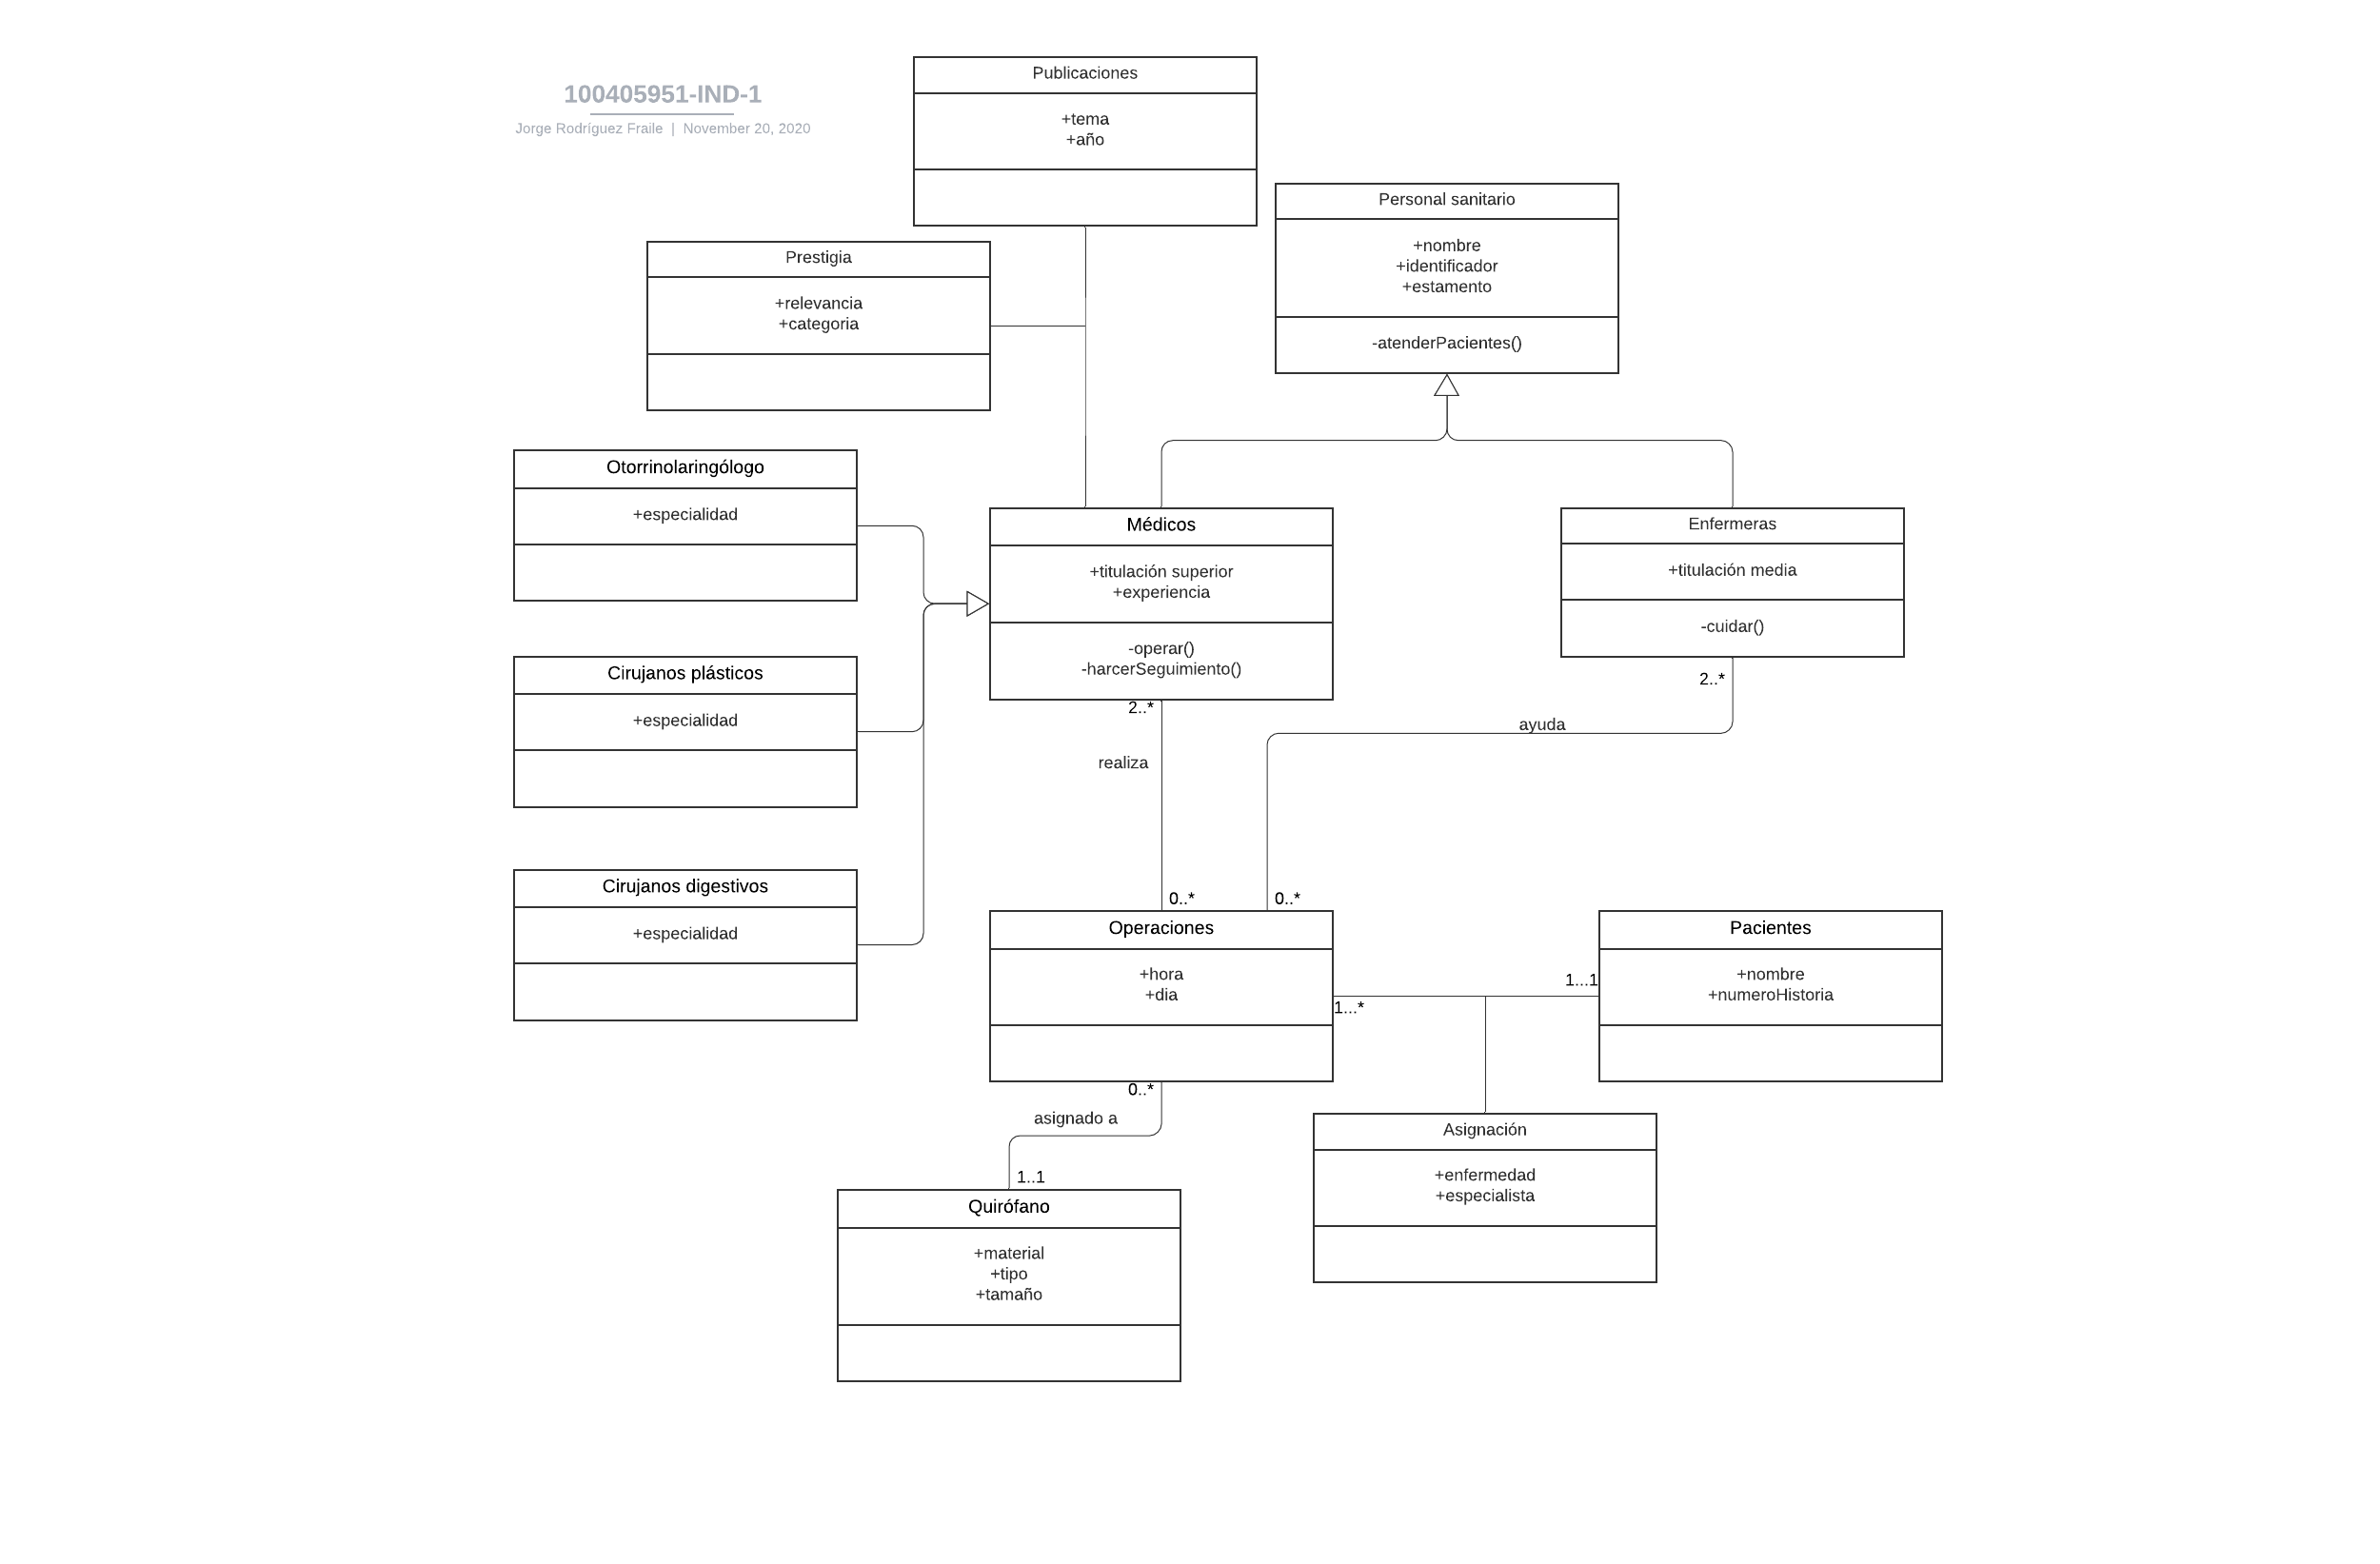 100405951-IND-1
Jorge Rodríguez Fraile | November 20, 2020
Publicaciones
+tema
+año
Personal sanitario
+nombre
+identificador
+estamento
-atenderPacientes()
Prestigia
+relevancia
+categoria
Otorrinolaringólogo
+especialidad
Médicos
+titulación superior
+experiencia
-operar()
-harcerSeguimiento()
Enfermeras
+titulación media
-cuidar()
Cirujanos plásticos
+especialidad
2..*
2..*
realiza
ayuda
Cirujanos digestivos
+especialidad
0..*
0..*
Operaciones
+hora
+dia
1...*
1...1
Pacientes
+nombre
+numeroHistoria
0..*
asignado a
1..1
Asignación
+enfermedad
+especialista
Quirófano
+material
+tipo
+tamaño